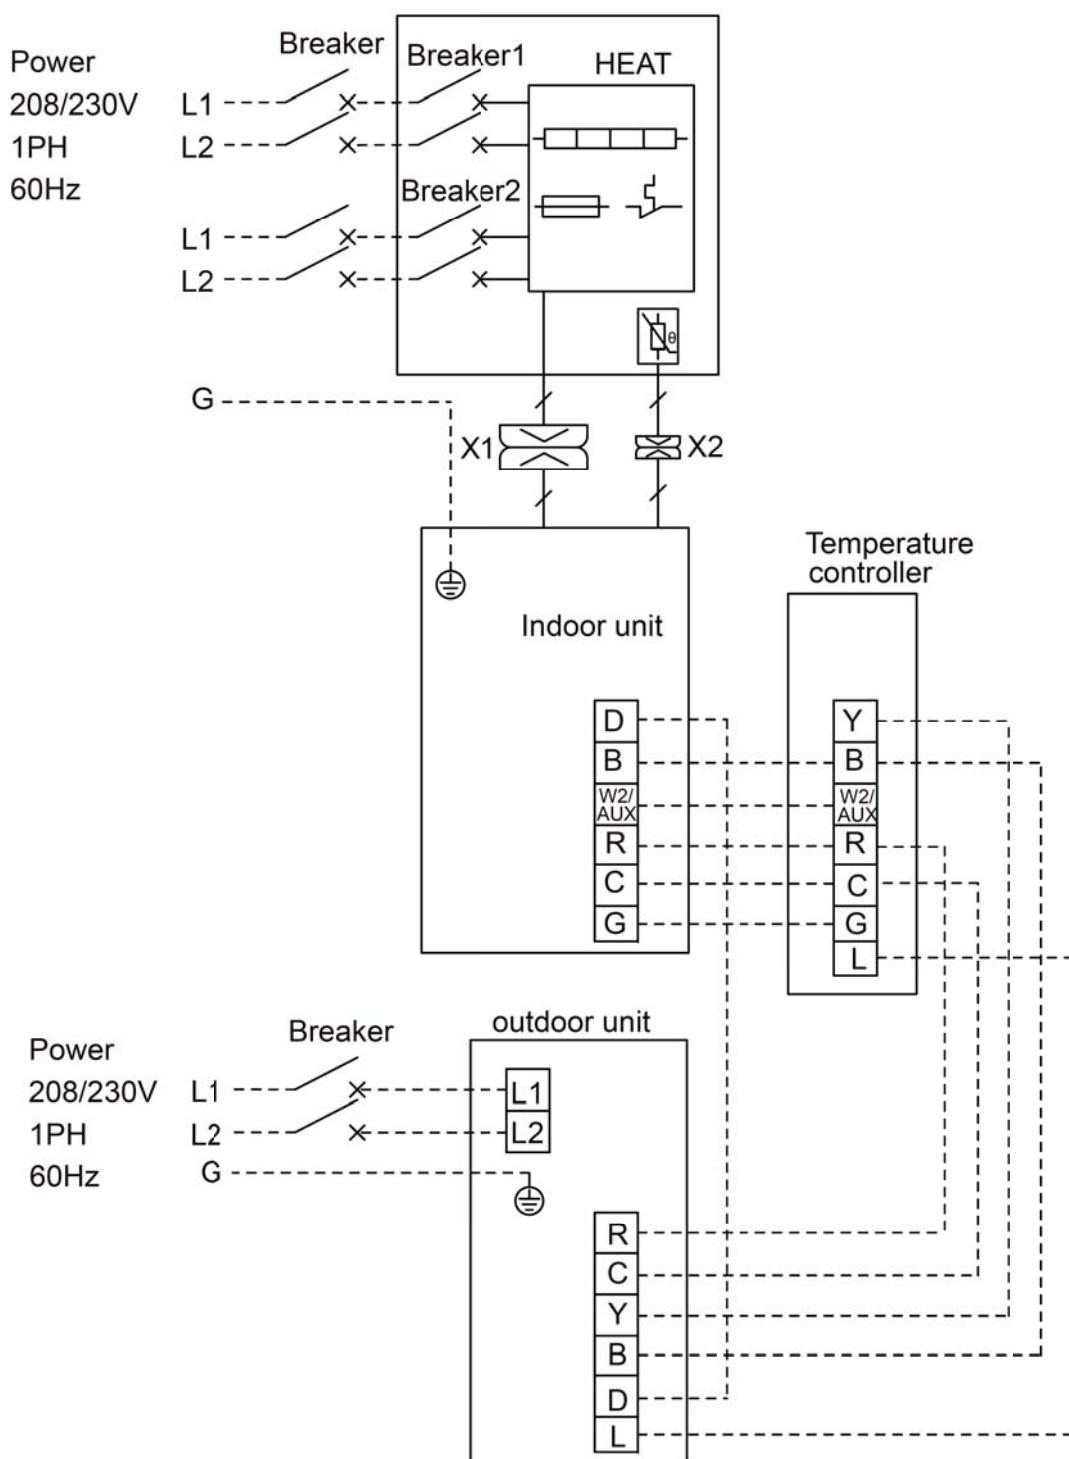 Breaker
Breaker1
HEAT
Power
208/230V
1PH
60Hz
L1
L2
Breaker2
L1
L2
θ
G
X1
X2
Temperature
controller
Indoor unit
D
B
W2/
AUX
R
C
G
Y
B
W2/
AUX
R
C
G
L
outdoor unit
Breaker
Power
208/230V
1PH
60Hz
L1
L2
G
L1
L2
R
C
Y
B
D
L